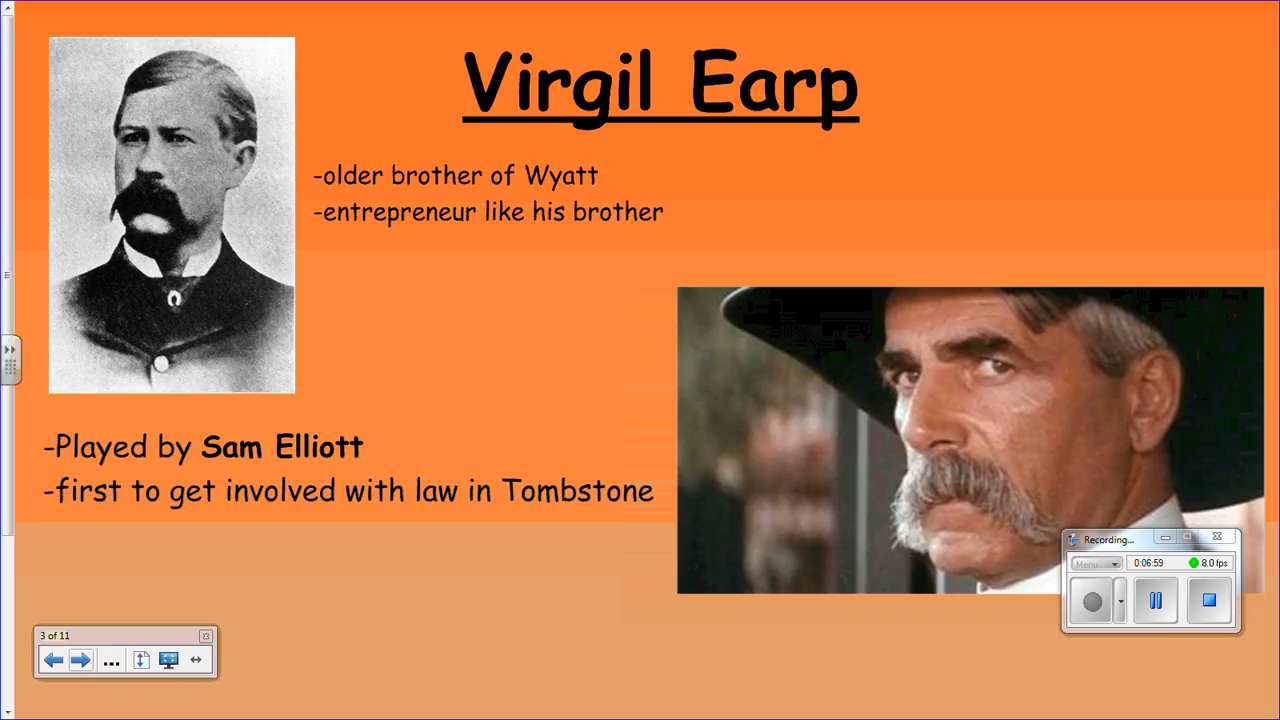 Virgil Earp
-older brother of Wyatt
-entrepreneur like his brother
-Played by Sam Elliott
-first to get involved with law in Tombstone
Recording...
Menu
0:06:59
8.0 fps
3 of 11